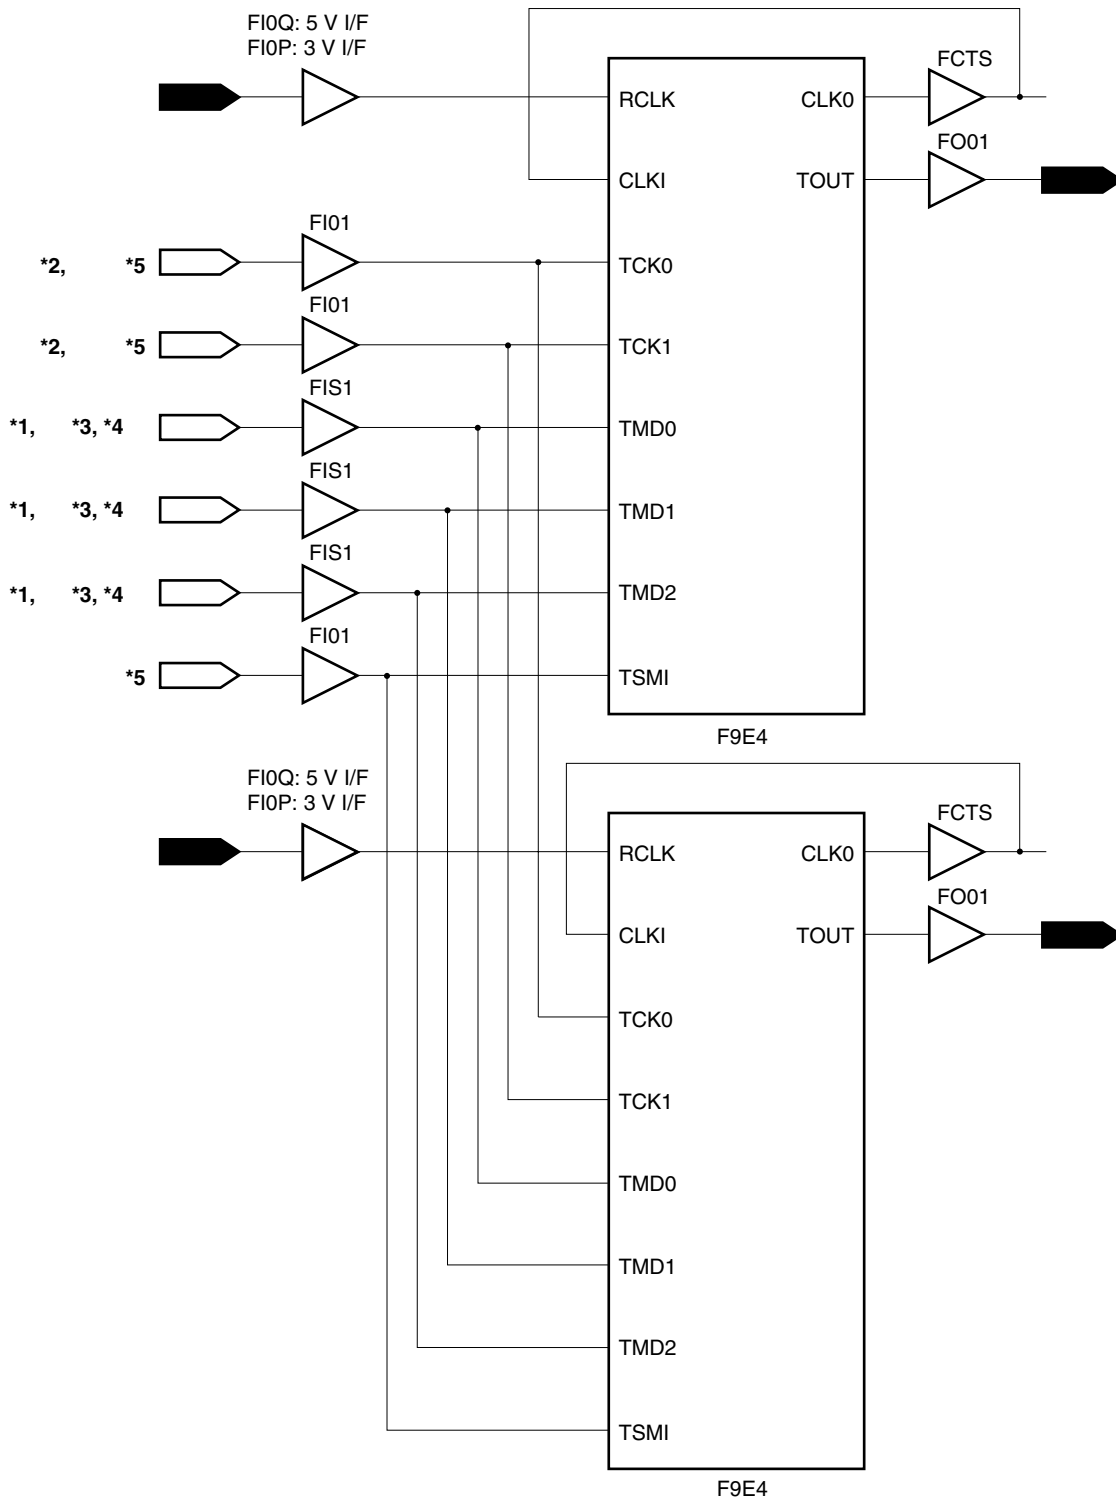 FI0Q: 5 V I/F
FI0P: 3 V I/F
FCTS
RCLK
CLK0
FO01
CLKI
TOUT
FI01
*2, *5
TCK0
FI01
*2, *5
TCK1
FIS1
*1, *3, *4
TMD0
FIS1
*1, *3, *4
TMD1
FIS1
*1, *3, *4
TMD2
FI01
*5
TSMI
F9E4
FI0Q: 5 V I/F
FI0P: 3 V I/F
FCTS
RCLK
CLK0
FO01
CLKI
TOUT
TCK0
TCK1
TMD0
TMD1
TMD2
TSMI
F9E4